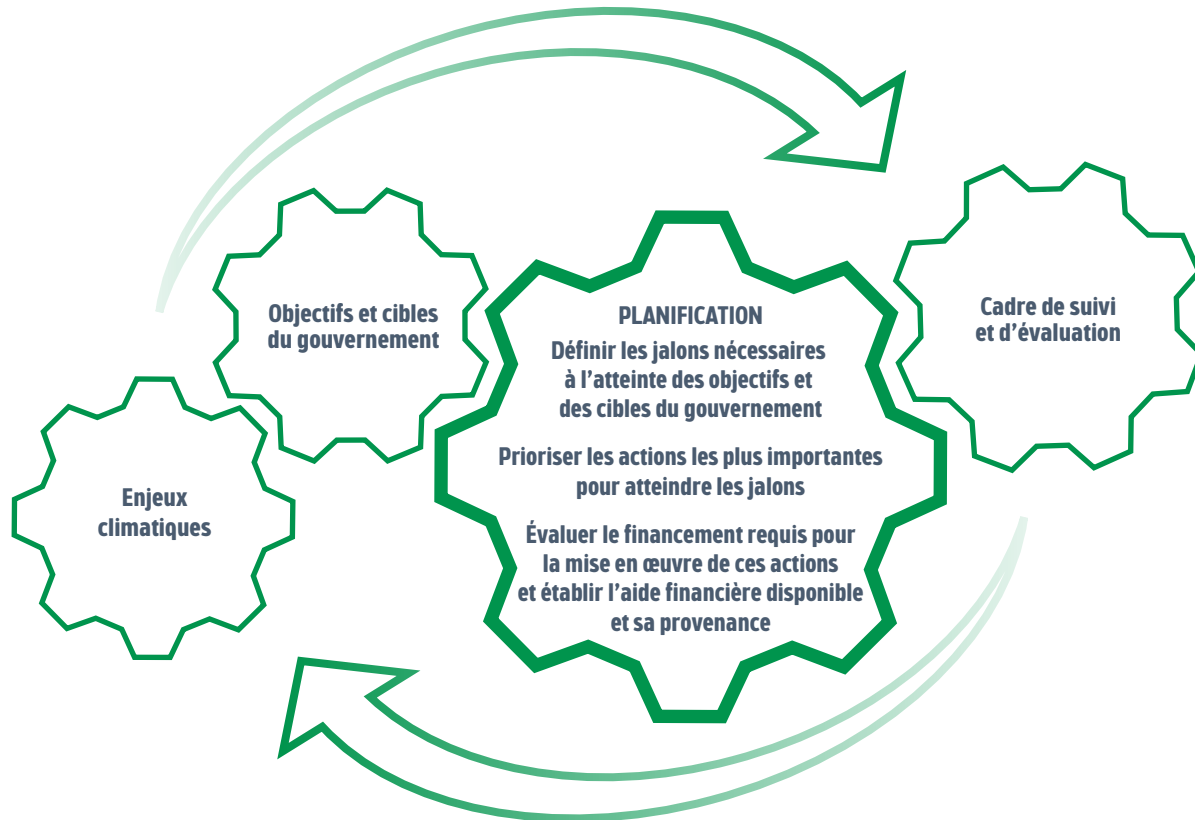 Enjeux
climatiques
Objectifs et cibles
du gouvernement
PLANIFICATION
Définir les jalons nécessaires
à l’atteinte des objectifs et
des cibles du gouvernement
Prioriser les actions les plus importantes
pour atteindre les jalons
Évaluer le financement requis pour
la mise en œuvre de ces actions
et établir l’aide financière disponible
et sa provenance
Cadre de suivi
et d’évaluation